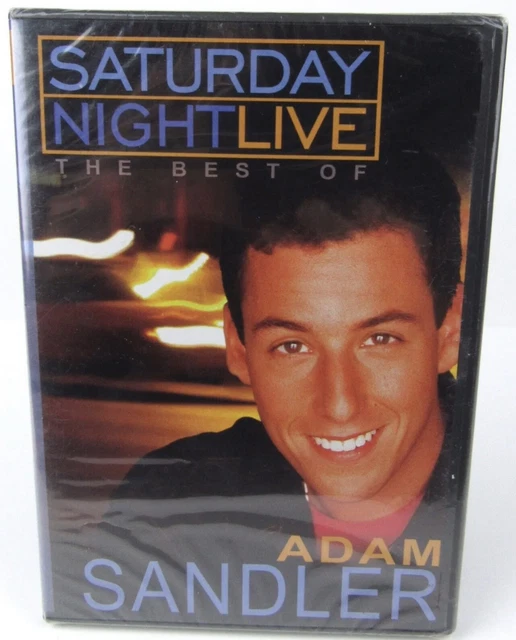 SATURDAY
NIGHTLIVE
THE BEST OF
ADAM
SANDLER